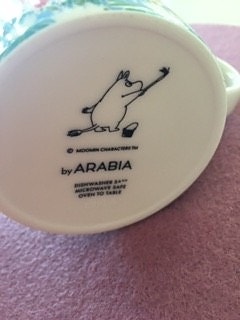 © MOOMIN CHARACTERS TM
by ARABIA
DISHWASHER
MICROWAVE SAFE
OVEN TO TABLE